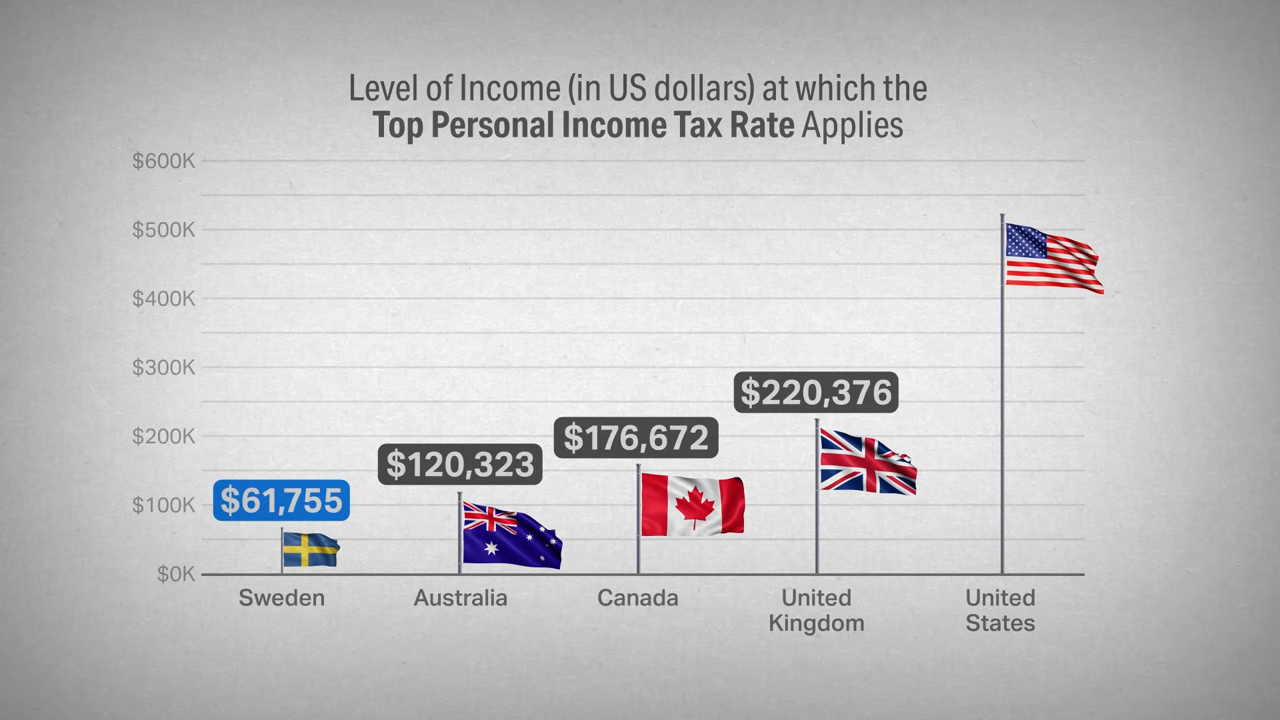 Level of Income (in US dollars) at which the
Top Personal Income Tax Rate Applies
$600K
$500K
$400K
$300K
$200K
$100K
$0K
$61,755
$120,323
$176,672
$220,376
Sweden
Australia
Canada
United
Kingdom
United
States